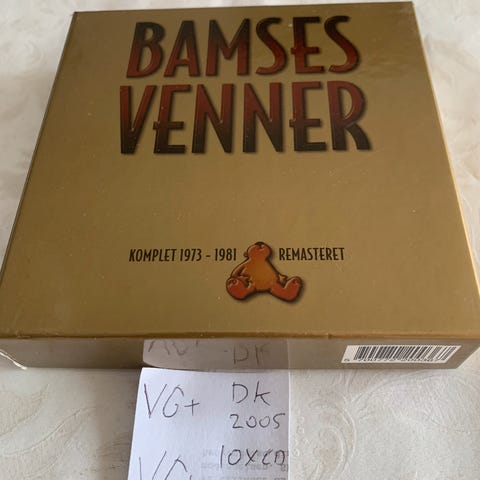 BAMSES
VENNER
KOMPLET 1973 - 1981 REMASTERET
VG+ DK
2005
10XCD